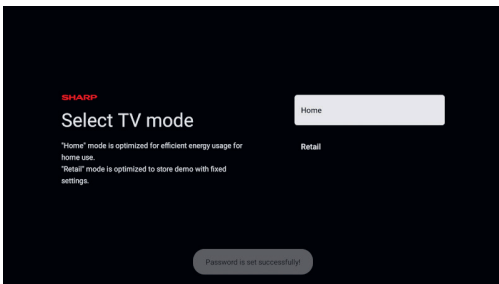 SHARP
Select TV mode
"Home" mode is optimized for efficient energy usage for
home use.
"Retail" mode is optimized to store demo with fixed
settings.
Home
Retail
Password is set successfully!